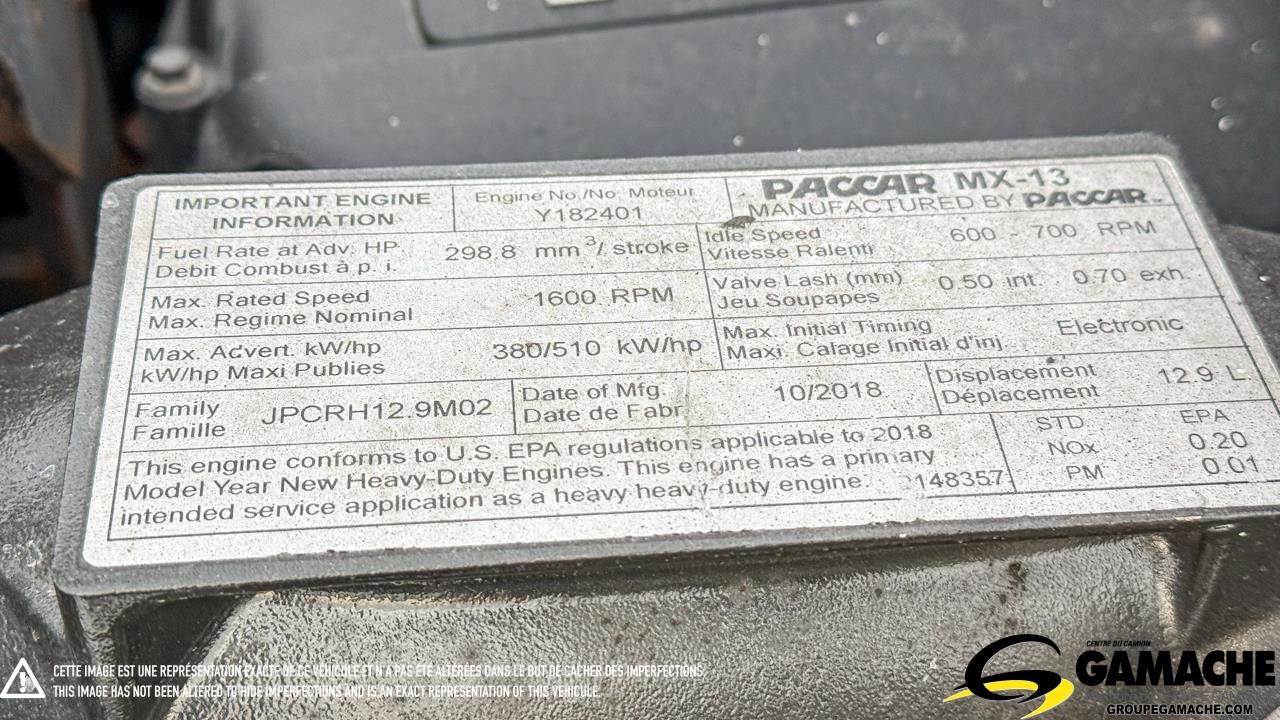 IMPORTANT ENGINE
INFORMATION
Engine No./No. Moteur
Y182401
PACCAR MX-13
MANUFACTURED BY PACCAR
Fuel Rate at Adv. HP.
Debit Combust à p. i.
298.8 mm³/ stroke
Idle Speed
Vitesse Ralenti
600 - 700 RPM
Max. Rated Speed
Max. Regime Nominal
1600 RPM
Valve Lash (mm)
Jeu Soupapes
0.50 int. 0.70 exh.
Max. Advert. kW/hp
kW/hp Maxi Publies
380/510 kW/hp
Max. Initial Timing
Maxi. Calage Initial d'inj
Electronic
Family
Famille
JPCRH12.9M02
Date of Mfg.
Date de Fabr.
10/2018
Displacement
Déplacement
12.9 L.
This engine conforms to U.S. EPA regulations applicable to 2018
Model Year New Heavy-Duty Engines. This engine has a primary
intended service application as a heavy heavy-duty engine.
148357
STD EPA
NOx 0.20
PM 0.01
CETTE IMAGE EST UNE REPRÉSENTATION EXACTE DE CE VÉHICULE ET N'A PAS ÉTÉ ALTÉRÉES DANS LE BUT DE CACHER DES IMPERFECTIONS.
THIS IMAGE HAS NOT BEEN ALTERED TO HIDE IMPERFECTIONS AND IS AN EXACT REPRESENTATION OF THIS VEHICULE.
CENTRE DU CAMION
GAMACHE
GROUPEGAMACHE.COM